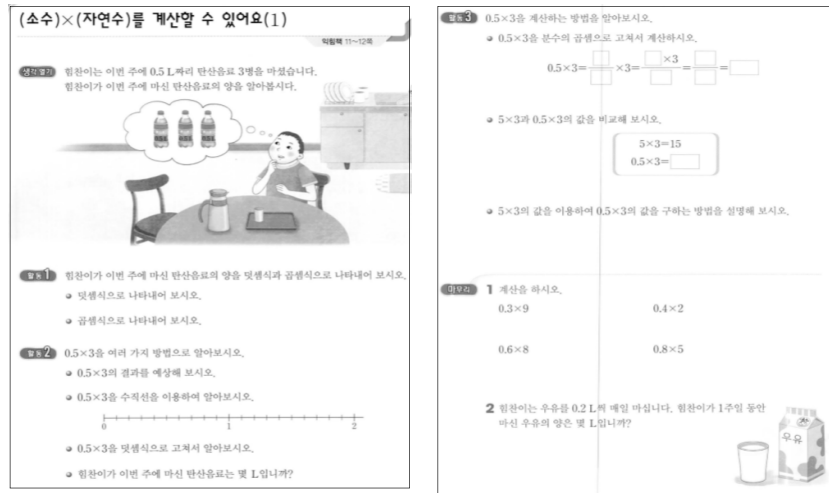 (소수)×(자연수)를 계산할 수 있어요(1)
익힘책 11~12쪽
생각열기 힘찬이는 이번 주에 0.5 L짜리 탄산음료 3병을 마셨습니다.
힘찬이가 이번 주에 마신 탄산음료의 양을 알아봅시다.
활동1 힘찬이가 이번 주에 마신 탄산음료의 양을 덧셈식과 곱셈식으로 나타내어 보시오.
덧셈식으로 나타내어 보시오.
곱셈식으로 나타내어 보시오.
활동2 0.5×3을 여러 가지 방법으로 알아보시오.
0.5×3의 결과를 예상해 보시오.
0.5×3을 수직선을 이용하여 알아보시오.
0 1 2
0.5×3을 덧셈식으로 고쳐서 알아보시오.
힘찬이가 이번 주에 마신 탄산음료는 몇 L입니까?
활동3 0.5×3을 계산하는 방법을 알아보시오.
0.5×3을 분수의 곱셈으로 고쳐서 계산하시오.
0.5×3=□/□×3=□×3/□=□/□=□
5×3과 0.5×3의 값을 비교해 보시오.
5×3=15
0.5×3=□
5×3의 값을 이용하여 0.5×3의 값을 구하는 방법을 설명해 보시오.
마무리 1 계산을 하시오.
0.3×9 0.4×2
0.6×8 0.8×5
2 힘찬이는 우유를 0.2 L씩 매일 마십니다. 힘찬이가 1주일 동안
마신 우유의 양은 몇 L입니까?
우유